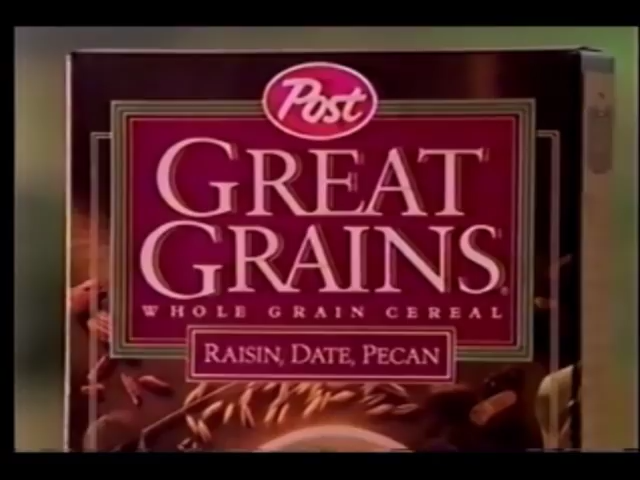 Post
GREAT
GRAINS®
WHOLE GRAIN CEREAL
RAISIN, DATE, PECAN